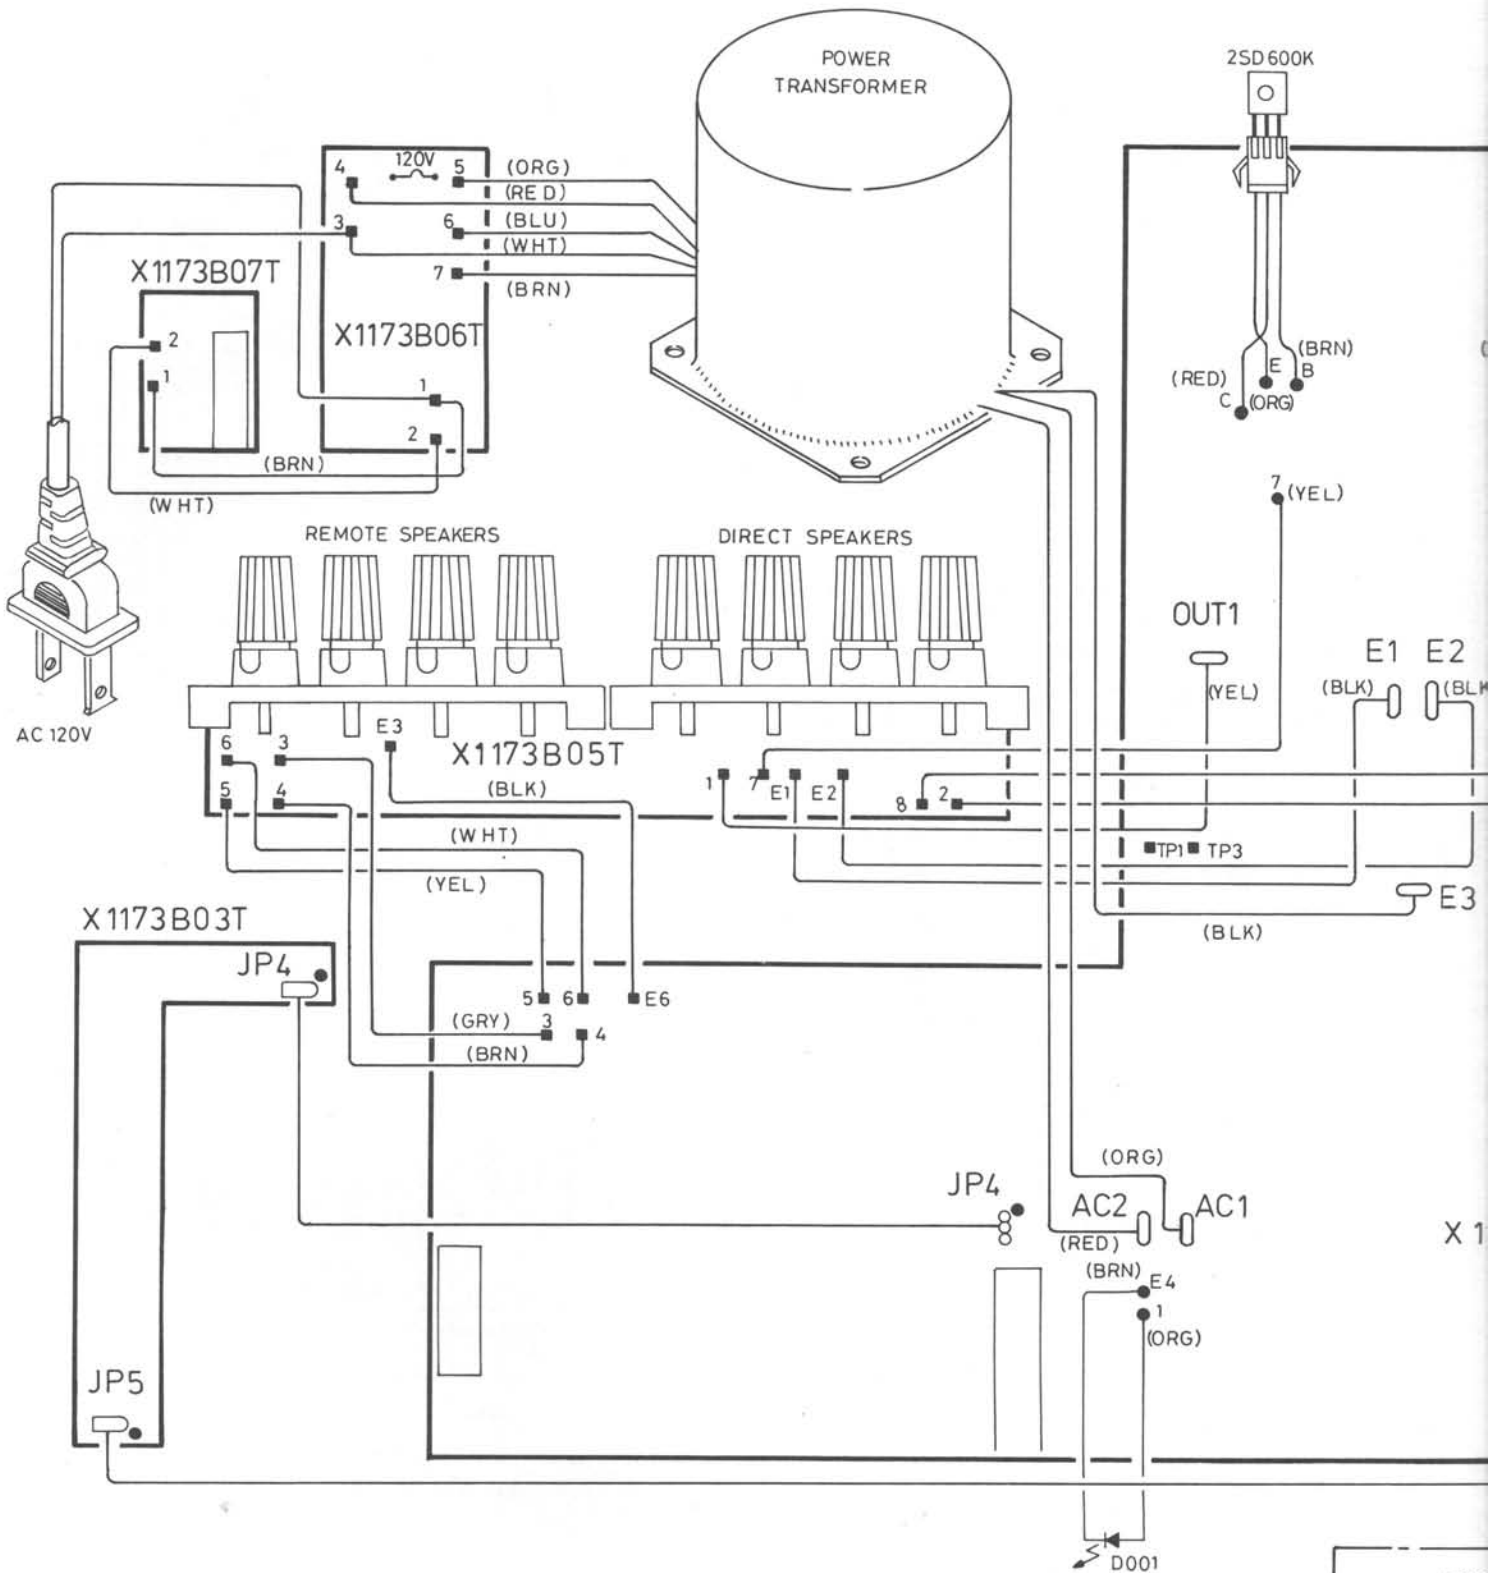 POWER
TRANSFORMER
2SD600K
120V
4
5
(ORG)
(RED)
3
6
(BLU)
(WHT)
7
(BRN)
X1173B07T
X1173B06T
2
1
1
2
(BRN)
(WHT)
(RED)
E
(BRN)
B
C
(ORG)
7
(YEL)
REMOTE SPEAKERS
DIRECT SPEAKERS
AC 120V
OUT1
(YEL)
E1
E2
(BLK)
(BLK
6
3
E3
X1173B05T
5
4
(BLK)
1
7
E1
E2
8
2
(WHT)
(YEL)
TP1
TP3
E3
(BLK)
X1173B03T
JP4
5
6
E6
(GRY)
3
4
(BRN)
(ORG)
JP4
AC2
AC1
(RED)
X 1
(BRN)
E4
1
(ORG)
JP5
D001